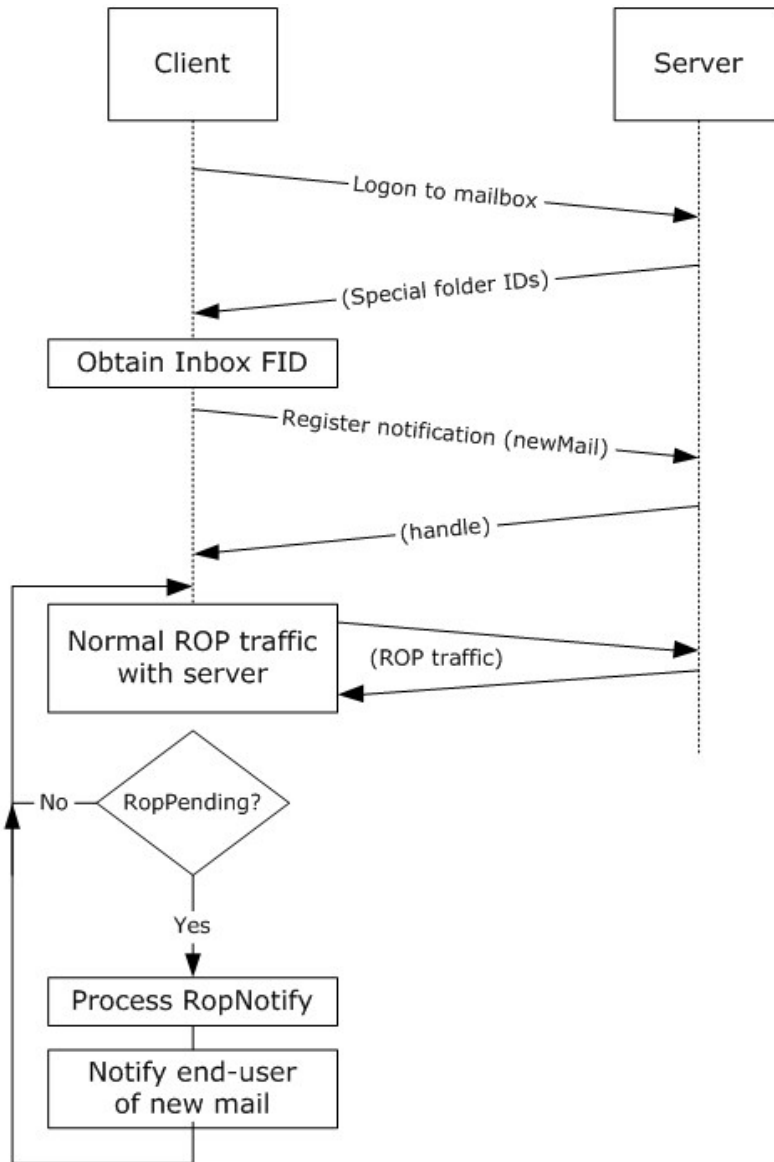 Client
Server
Logon to mailbox
(Special folder IDs)
Obtain Inbox FID
Register notification (newMail)
(handle)
Normal ROP traffic
with server
(ROP traffic)
No
RopPending?
Yes
Process RopNotify
Notify end-user
of new mail